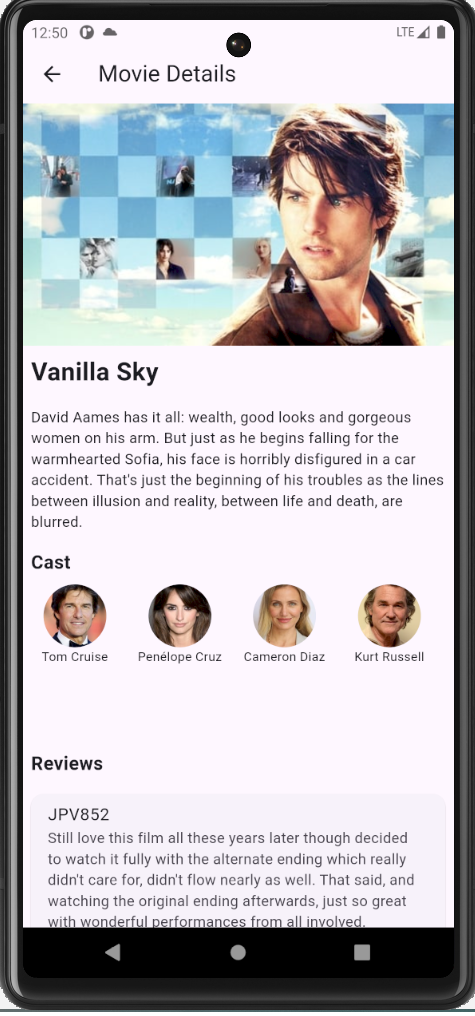 12:50
LTE
Movie Details
Vanilla Sky
David Aames has it all: wealth, good looks and gorgeous
women on his arm. But just as he begins falling for the
warmhearted Sofia, his face is horribly disfigured in a car
accident. That's just the beginning of his troubles as the lines
between illusion and reality, between life and death, are
blurred.
Cast
Tom Cruise
Penélope Cruz
Cameron Diaz
Kurt Russell
Reviews
JPV852
Still love this film all these years later though decided
to watch it fully with the alternate ending which really
didn't care for, didn't flow nearly as well. That said, and
watching the original ending afterwards, just so great
with wonderful performances from all involved.